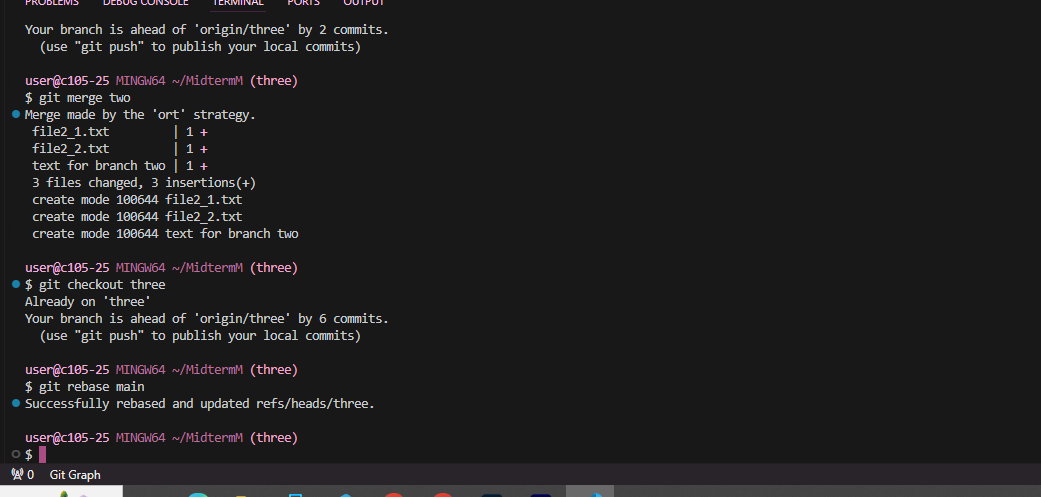 PROBLEMS DEBUG CONSOLE TERMINAL PORTS OUTPUT
Your branch is ahead of 'origin/three' by 2 commits.
(use "git push" to publish your local commits)
user@c105-25 MINGW64 ~/MidtermM (three)
$ git merge two
Merge made by the 'ort' strategy.
file2_1.txt | 1 +
file2_2.txt | 1 +
text for branch two | 1 +
3 files changed, 3 insertions(+)
create mode 100644 file2_1.txt
create mode 100644 file2_2.txt
create mode 100644 text for branch two
user@c105-25 MINGW64 ~/MidtermM (three)
$ git checkout three
Already on 'three'
Your branch is ahead of 'origin/three' by 6 commits.
(use "git push" to publish your local commits)
user@c105-25 MINGW64 ~/MidtermM (three)
$ git rebase main
Successfully rebased and updated refs/heads/three.
user@c105-25 MINGW64 ~/MidtermM (three)
$
0 Git Graph